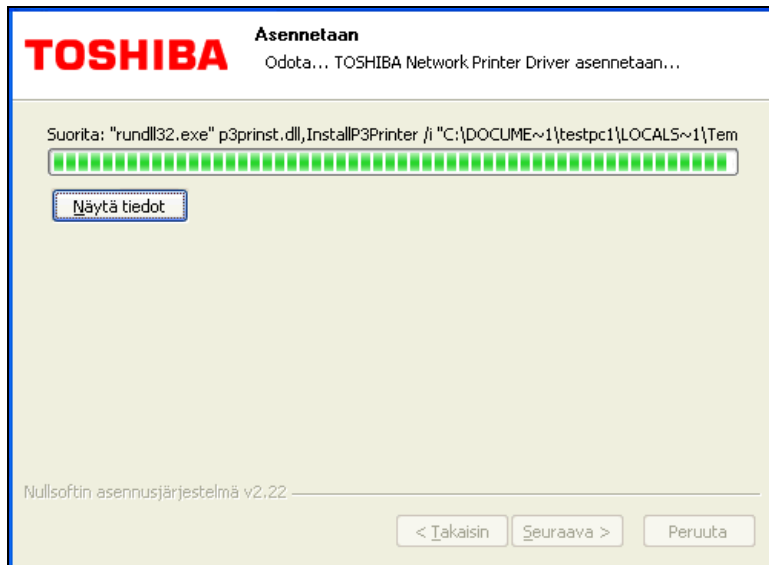 TOSHIBA
Asennetaan
Odota... TOSHIBA Network Printer Driver asennetaan...
Suorita: "rundll32.exe" p3prinst.dll,InstallP3Printer /i "C:\DOCUME~1\testpc1\LOCALS~1\Tem
Näytä tiedot
Nullsoftin asennusjärjestelmä v2.22
< Takaisin
Seuraava >
Peruuta